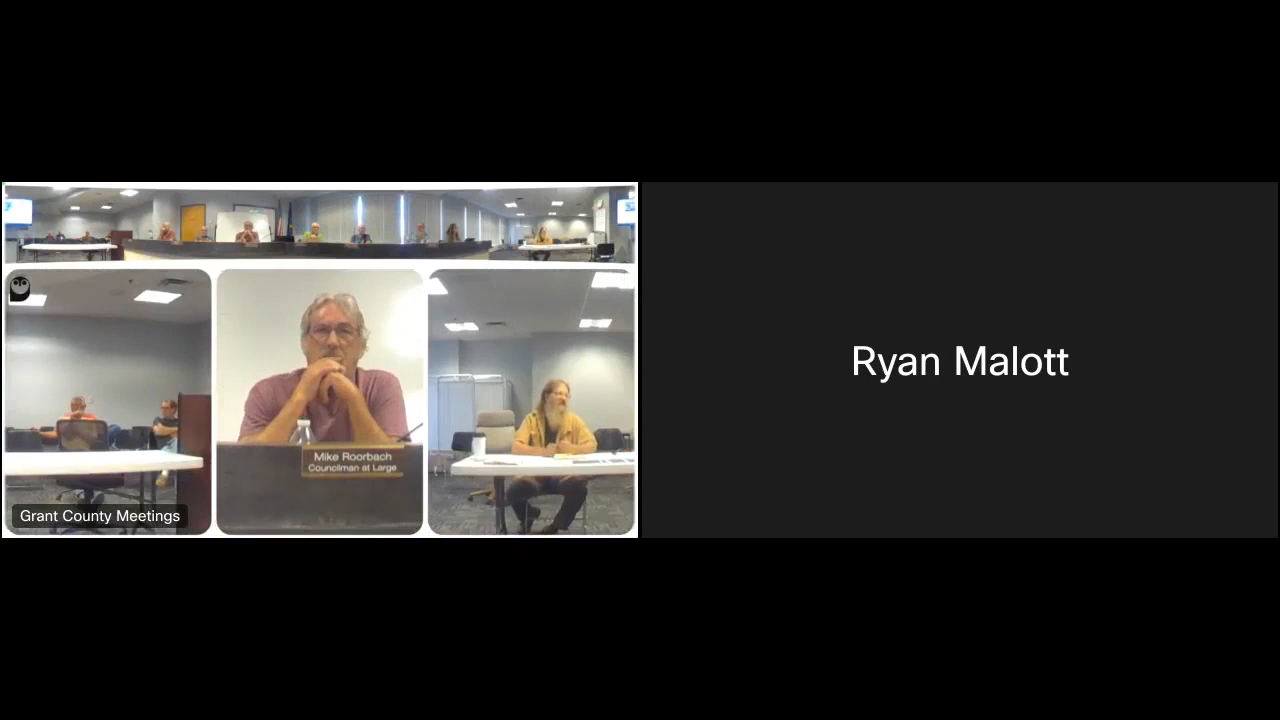 Mike Roorbach
Councilman at Large
Grant County Meetings
Ryan Malott